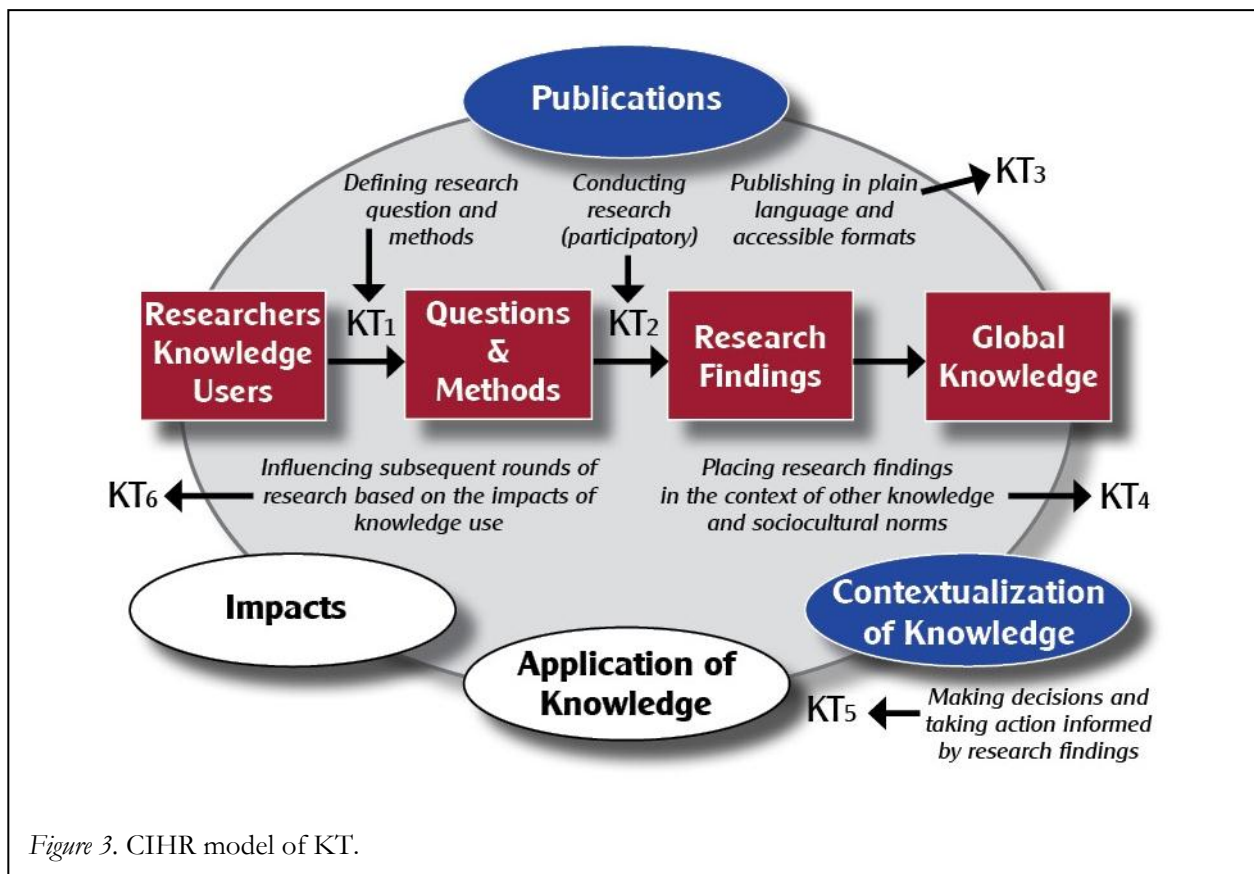 Publications
Defining research
question and
methods
Conducting
research
(participatory)
Publishing in plain
language and
accessible formats
KT3
Researchers
Knowledge
Users
KT1
Questions
&
Methods
KT2
Research
Findings
Global
Knowledge
KT6
Influencing subsequent rounds of
research based on the impacts of
knowledge use
Placing research findings
in the context of other knowledge
and sociocultural norms
KT4
Impacts
Application of
Knowledge
Contextualization
of Knowledge
KT5
Making decisions and
taking action informed
by research findings
Figure 3. CIHR model of KT.